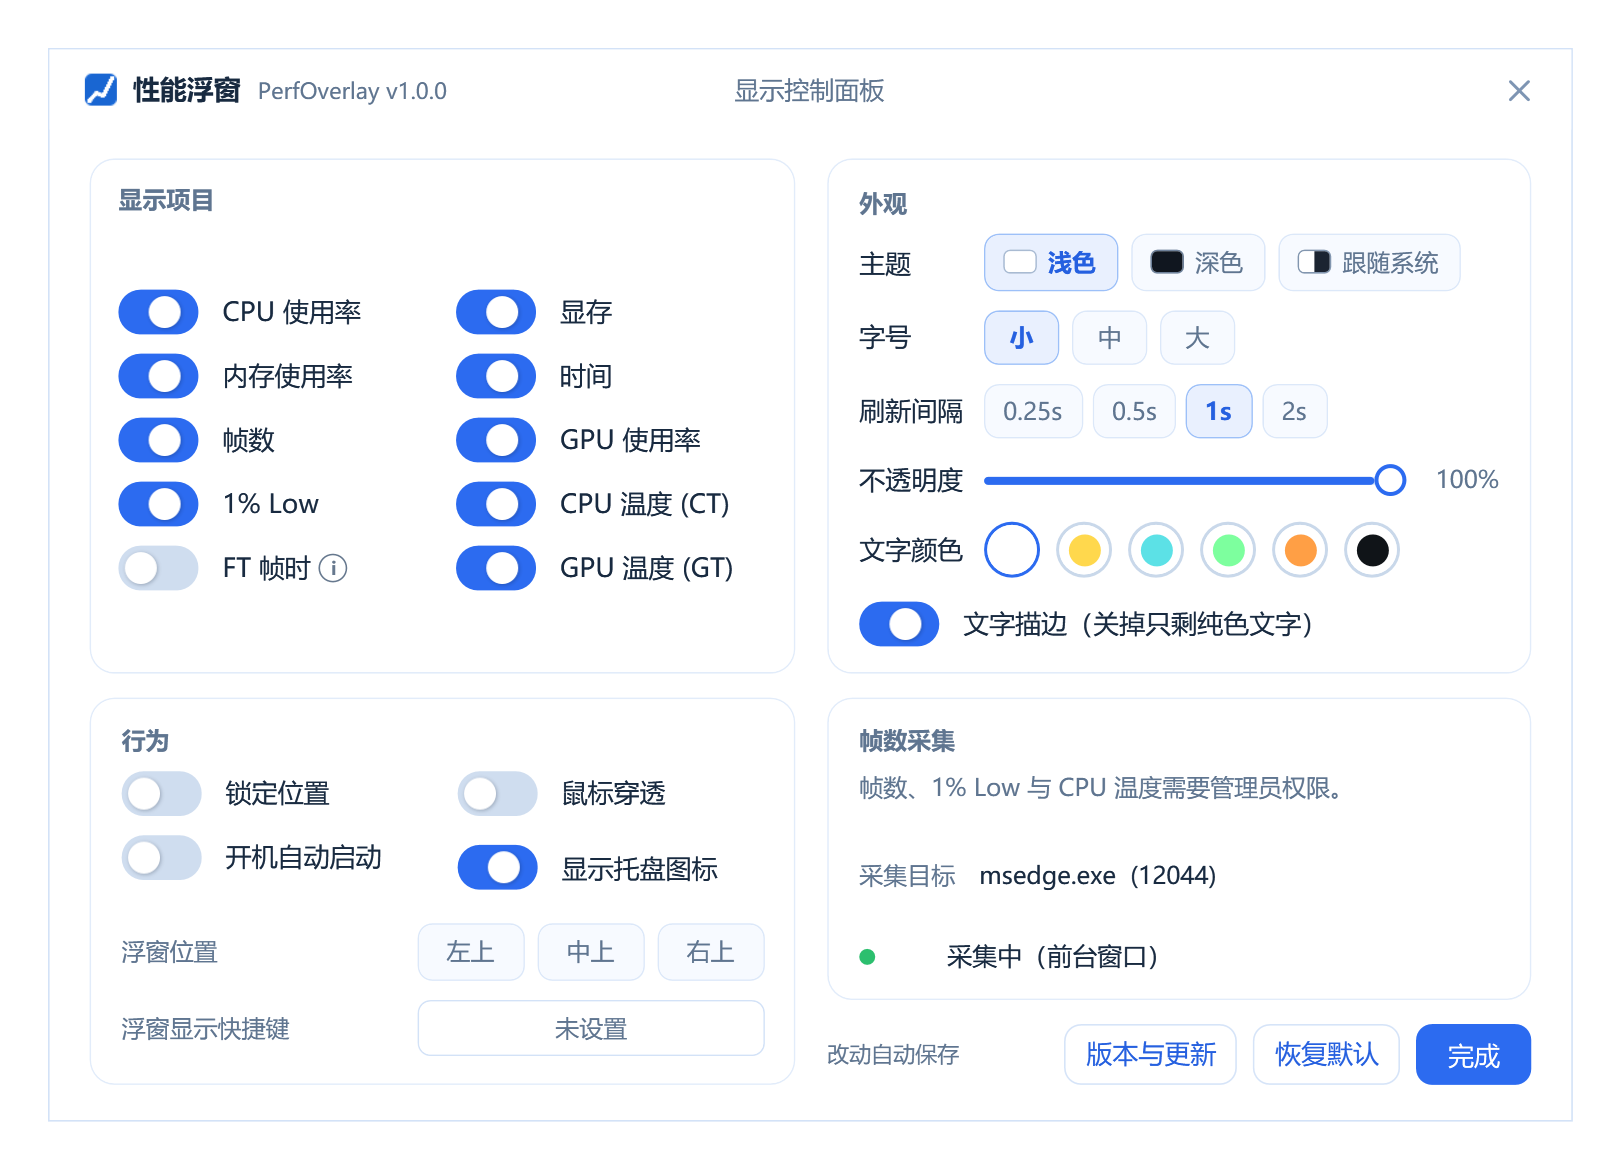 性能浮窗 PerfOverlay v1.0.0
显示控制面板
显示项目
CPU 使用率
显存
内存使用率
时间
帧数
GPU 使用率
1% Low
CPU 温度 (CT)
FT 帧时
GPU 温度 (GT)
外观
主题 浅色 深色 跟随系统
字号 小 中 大
刷新间隔 0.25s 0.5s 1s 2s
不透明度 100%
文字颜色
文字描边（关掉只剩纯色文字）
行为
锁定位置
鼠标穿透
开机自动启动
显示托盘图标
浮窗位置 左上 中上 右上
浮窗显示快捷键 未设置
帧数采集
帧数、1% Low 与 CPU 温度需要管理员权限。
采集目标 msedge.exe (12044)
采集中（前台窗口）
改动自动保存 版本与更新 恢复默认 完成